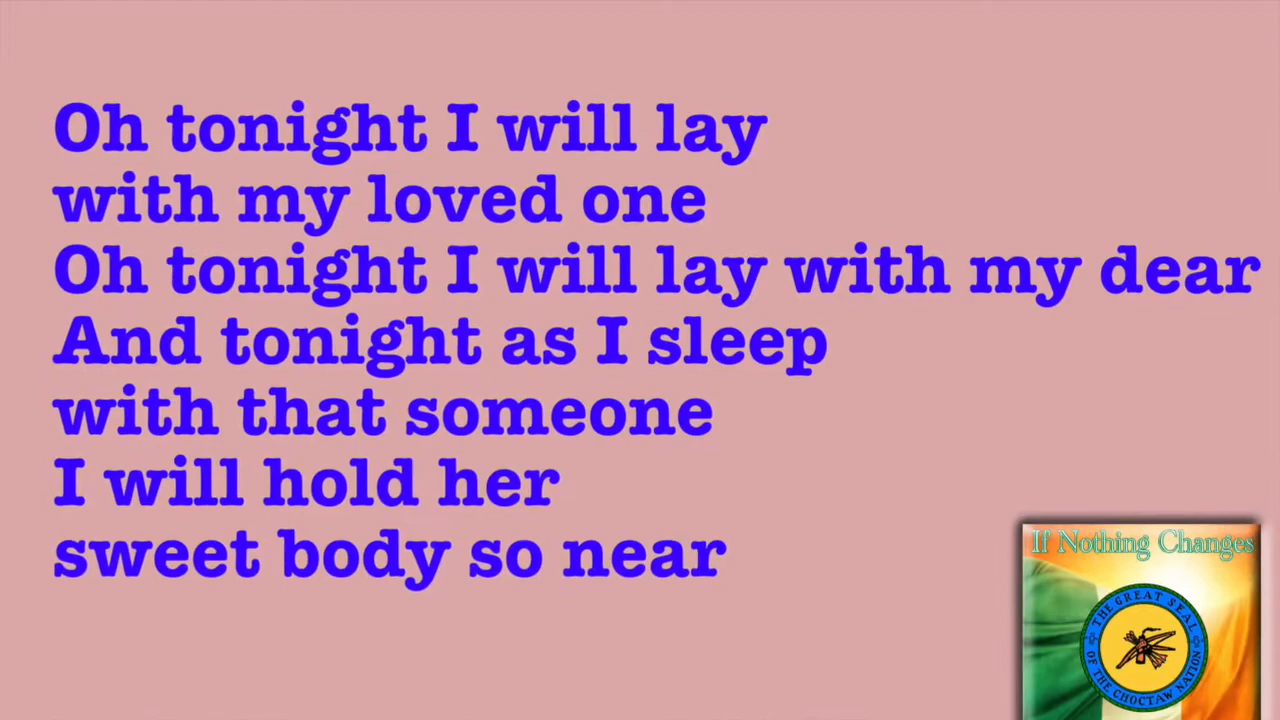 Oh tonight I will lay
with my loved one
Oh tonight I will lay with my dear
And tonight as I sleep
with that someone
I will hold her
sweet body so near
If Nothing Changes
THE GREAT SEAL
OF THE CHOCTAW NATION